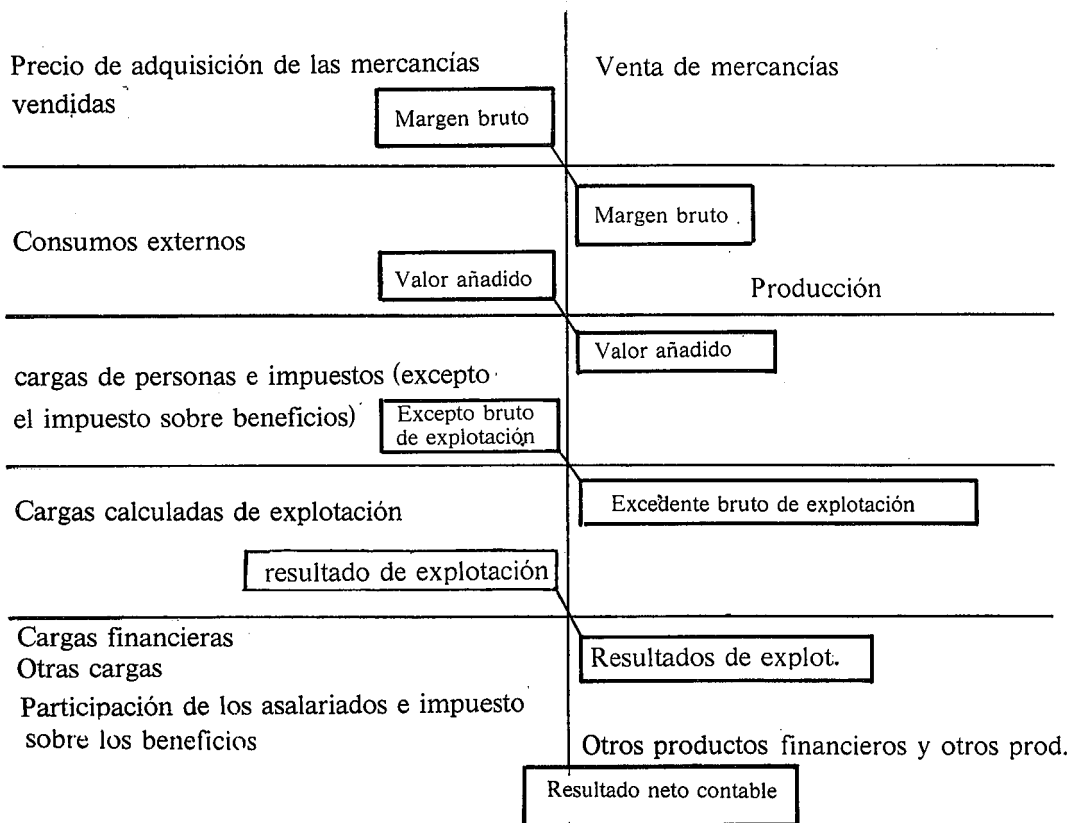 Precio de adquisición de las mercancías
vendidas
Venta de mercancías
Margen bruto
Margen bruto
Consumos externos
Valor añadido
Producción
Valor añadido
cargas de personas e impuestos (excepto
el impuesto sobre beneficios)
Excepto bruto
de explotación
Excedente bruto de explotación
Cargas calculadas de explotación
resultado de explotación
Cargas financieras
Otras cargas
Resultados de explot.
Participación de los asalariados e impuesto
sobre los beneficios
Otros productos financieros y otros prod.
Resultado neto contable